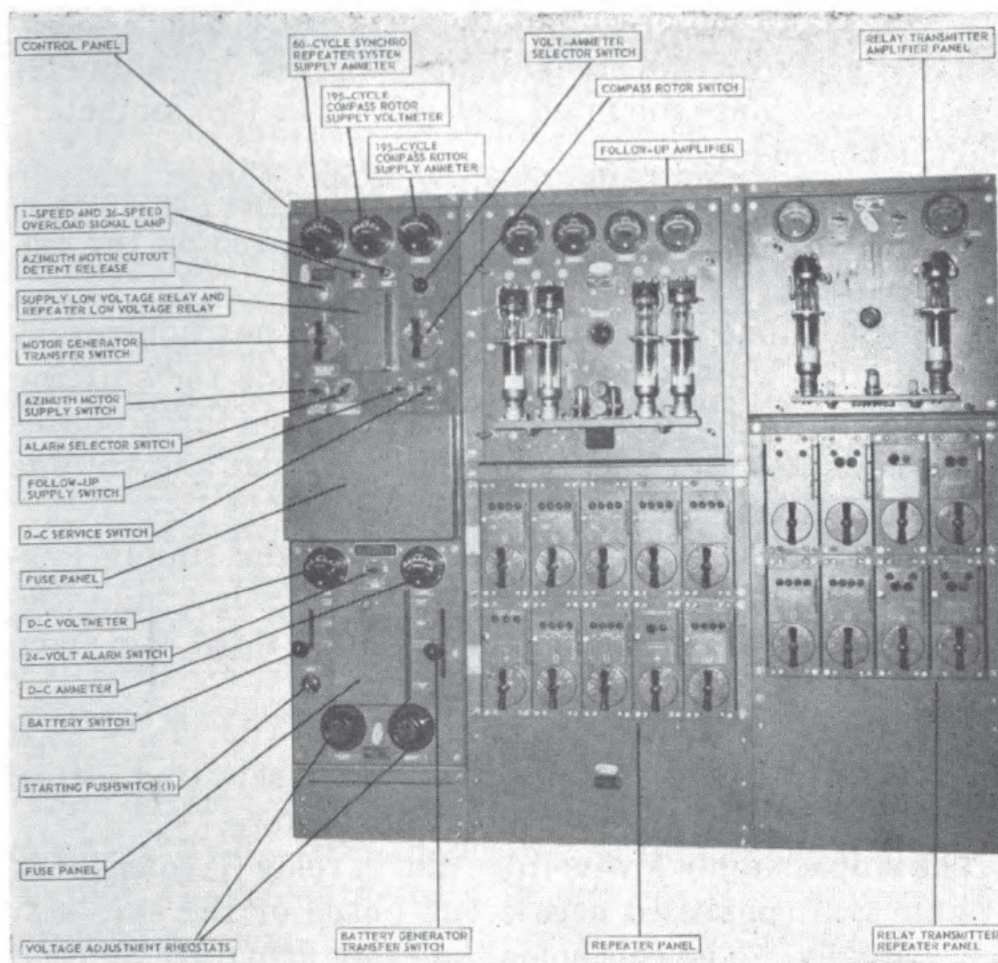 CONTROL PANEL
60-CYCLE SYNCHRO
REPEATER SYSTEM
SUPPLY AMMETER
VOLT-AMMETER
SELECTOR SWITCH
RELAY TRANSMITTER
AMPLIFIER PANEL
195-CYCLE
COMPASS ROTOR
SUPPLY VOLTMETER
COMPASS ROTOR SWITCH
195-CYCLE
COMPASS ROTOR
SUPPLY AMMETER
FOLLOW-UP AMPLIFIER
1-SPEED AND 36-SPEED
OVERLOAD SIGNAL LAMP
AZIMUTH MOTOR CUTOUT
DETENT RELEASE
SUPPLY LOW VOLTAGE RELAY AND
REPEATER LOW VOLTAGE RELAY
MOTOR GENERATOR
TRANSFER SWITCH
AZIMUTH MOTOR
SUPPLY SWITCH
ALARM SELECTOR SWITCH
FOLLOW-UP
SUPPLY SWITCH
D-C SERVICE SWITCH
FUSE PANEL
D-C VOLTMETER
24-VOLT ALARM SWITCH
D-C AMMETER
BATTERY SWITCH
STARTING PUSHSWITCH (1)
FUSE PANEL
VOLTAGE ADJUSTMENT RHEOSTATS
BATTERY GENERATOR
TRANSFER SWITCH
REPEATER PANEL
RELAY TRANSMITTER
REPEATER PANEL